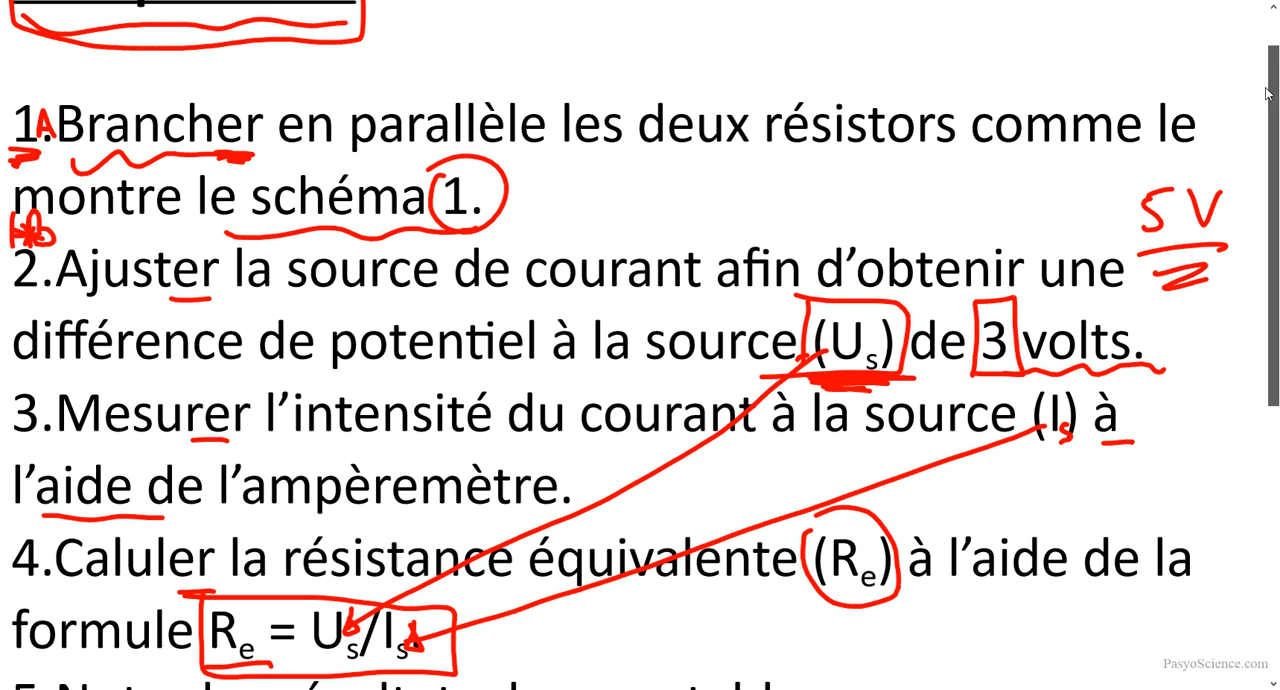 1.Brancher en parallèle les deux résistors comme le
montre le schéma 1.
5 V
2.Ajuster la source de courant afin d’obtenir une
différence de potentiel à la source (Us) de 3 volts.
3.Mesurer l’intensité du courant à la source (Is) à
l’aide de l’ampèremètre.
4.Caluler la résistance équivalente (Re) à l’aide de la
formule Re = Us/Is.
PasyoScience.com